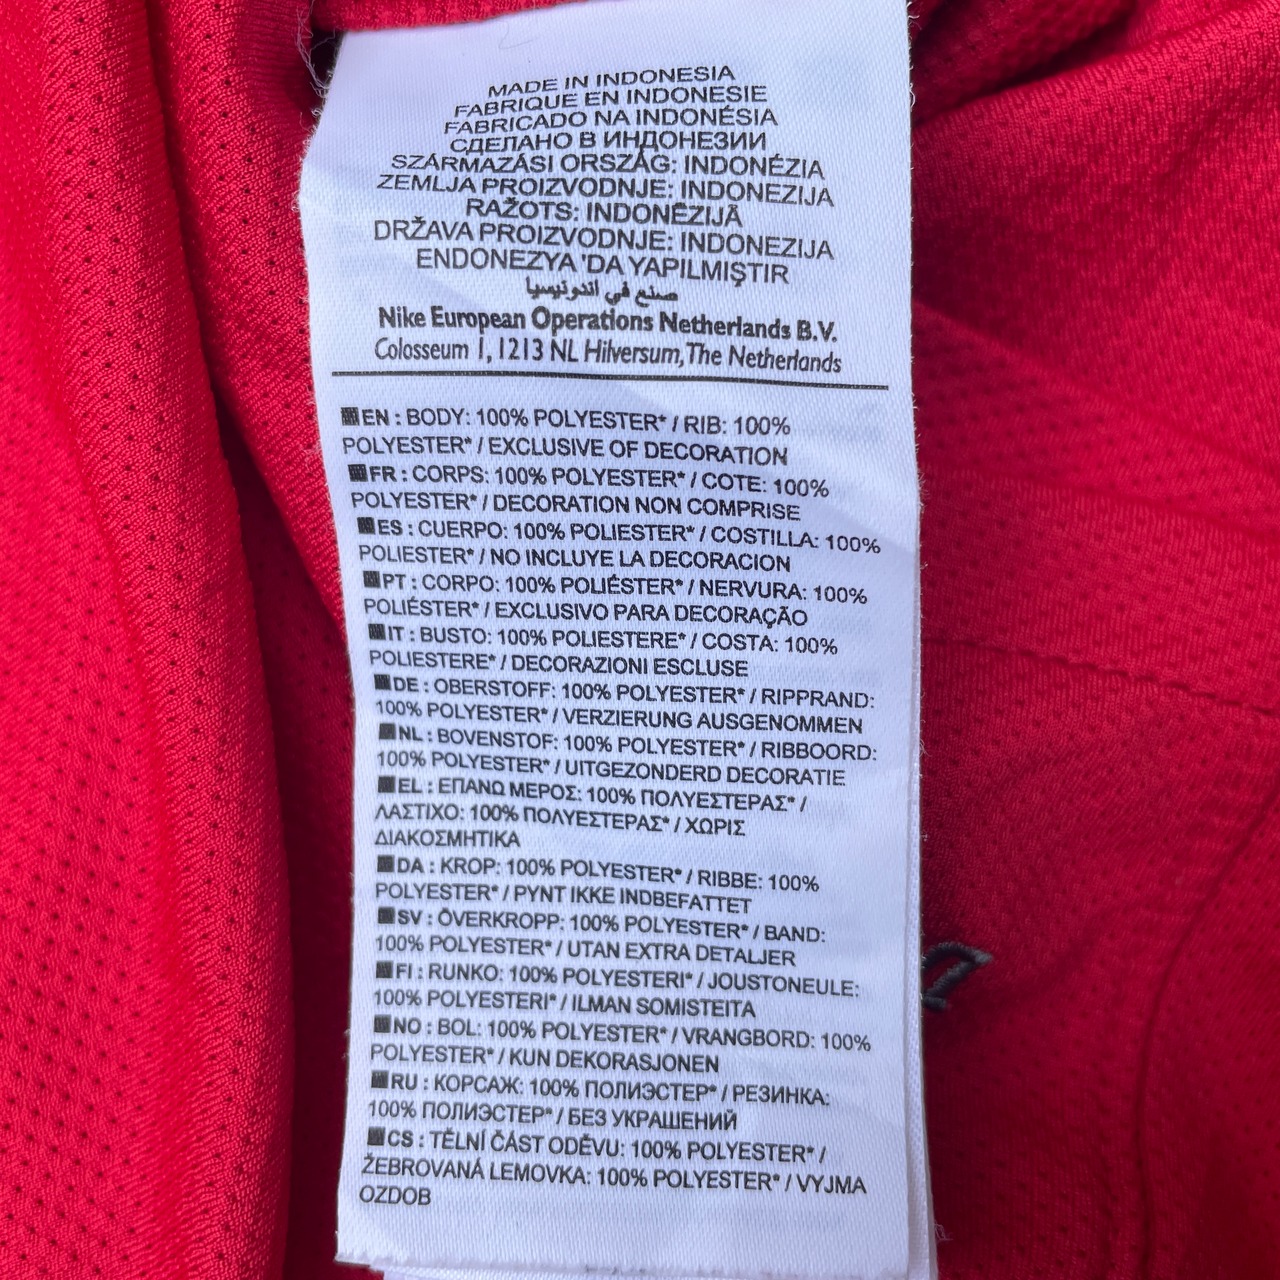 MADE IN INDONESIA
FABRIQUE EN INDONESIE
FABRICADO NA INDONÉSIA
СДЕЛАНО В ИНДОНЕЗИИ
SZÁRMAZÁSI ORSZÁG: INDONÉZIA
ZEMLJA PROIZVODNJE: INDONEZIJA
RAŽOTS: INDONĒZIJĀ
DRŽAVA PROIZVODNJE: INDONEZIJA
ENDONEZYA 'DA YAPILMIŞTIR
صنع في اندونيسيا
Nike European Operations Netherlands B.V.
Colosseum 1, 1213 NL Hilversum, The Netherlands
EN : BODY: 100% POLYESTER* / RIB: 100%
POLYESTER* / EXCLUSIVE OF DECORATION
FR : CORPS: 100% POLYESTER* / COTE: 100%
POLYESTER* / DECORATION NON COMPRISE
ES : CUERPO: 100% POLIESTER* / COSTILLA: 100%
POLIESTER* / NO INCLUYE LA DECORACION
PT : CORPO: 100% POLIÉSTER* / NERVURA: 100%
POLIÉSTER* / EXCLUSIVO PARA DECORAÇÃO
IT : BUSTO: 100% POLIESTERE* / COSTA: 100%
POLIESTERE* / DECORAZIONI ESCLUSE
DE : OBERSTOFF: 100% POLYESTER* / RIPPRAND:
100% POLYESTER* / VERZIERUNG AUSGENOMMEN
NL : BOVENSTOF: 100% POLYESTER* / RIBBOORD:
100% POLYESTER* / UITGEZONDERD DECORATIE
EL : ΕΠΑΝΩ ΜΕΡΟΣ: 100% ΠΟΛΥΕΣΤΕΡΑΣ* /
ΛΑΣΤΙΧΟ: 100% ΠΟΛΥΕΣΤΕΡΑΣ* / ΧΩΡΙΣ
ΔΙΑΚΟΣΜΗΤΙΚΑ
DA : KROP: 100% POLYESTER* / RIBBE: 100%
POLYESTER* / PYNT IKKE INDBEFATTET
SV : ÖVERKROPP: 100% POLYESTER* / BAND:
100% POLYESTER* / UTAN EXTRA DETALJER
FI : RUNKO: 100% POLYESTERI* / JOUSTONEULE:
100% POLYESTERI* / ILMAN SOMISTEITA
NO : BOL: 100% POLYESTER* / VRANGBORD: 100%
POLYESTER* / KUN DEKORASJONEN
RU : КОРСАЖ: 100% ПОЛИЭСТЕР* / РЕЗИНКА:
100% ПОЛИЭСТЕР* / БЕЗ УКРАШЕНИЙ
CS : TĚLNÍ ČÁST ODĚVU: 100% POLYESTER* /
ŽEBROVANÁ LEMOVKA: 100% POLYESTER* / VYJMA
OZDOB